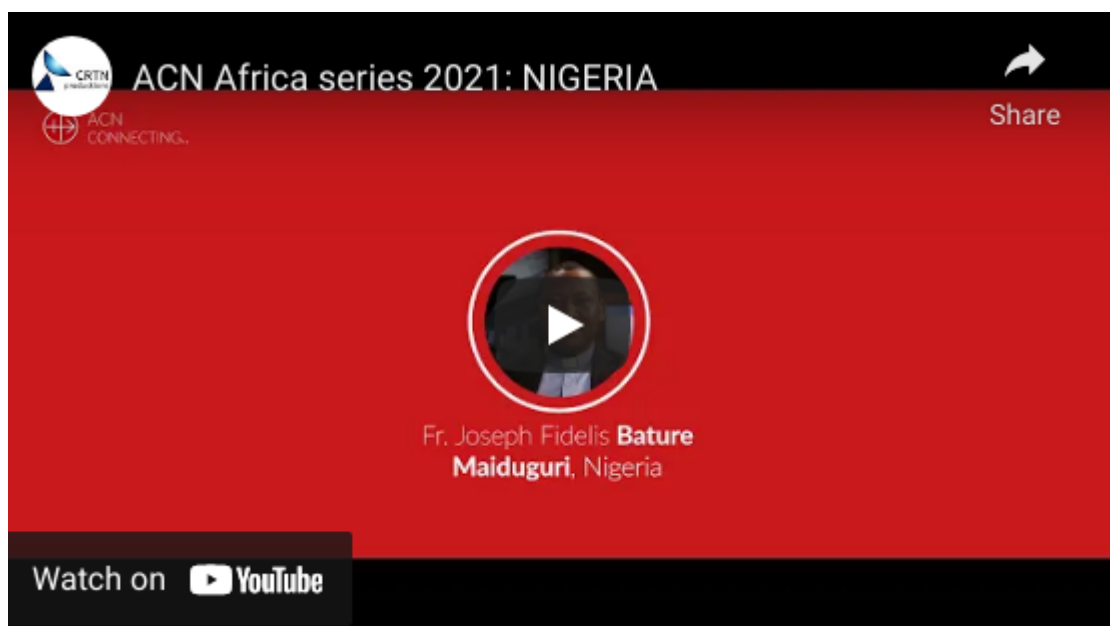 CRTN
productions
ACN Africa series 2021: NIGERIA
Share
ACN
CONNECTING..
Fr. Joseph Fidelis Bature
Maiduguri, Nigeria
Watch on YouTube